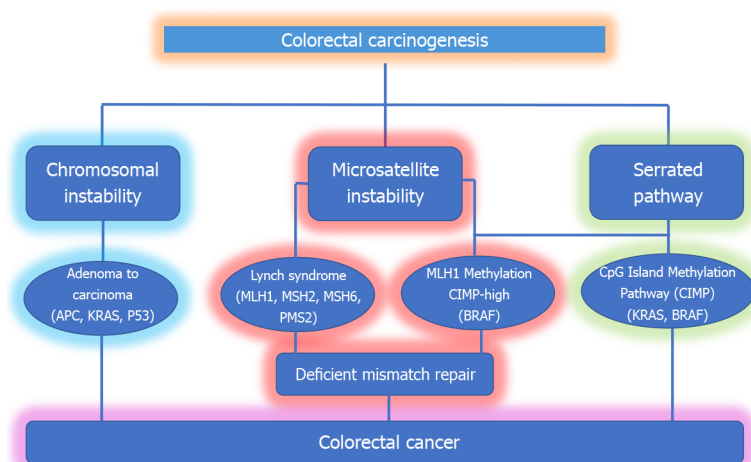 Colorectal carcinogenesis
Chromosomal
instability
Microsatellite
instability
Serrated
pathway
Adenoma to
carcinoma
(APC, KRAS, P53)
Lynch syndrome
(MLH1, MSH2, MSH6,
PMS2)
MLH1 Methylation
CIMP-high
(BRAF)
CpG Island Methylation
Pathway (CIMP)
(KRAS, BRAF)
Deficient mismatch repair
Colorectal cancer